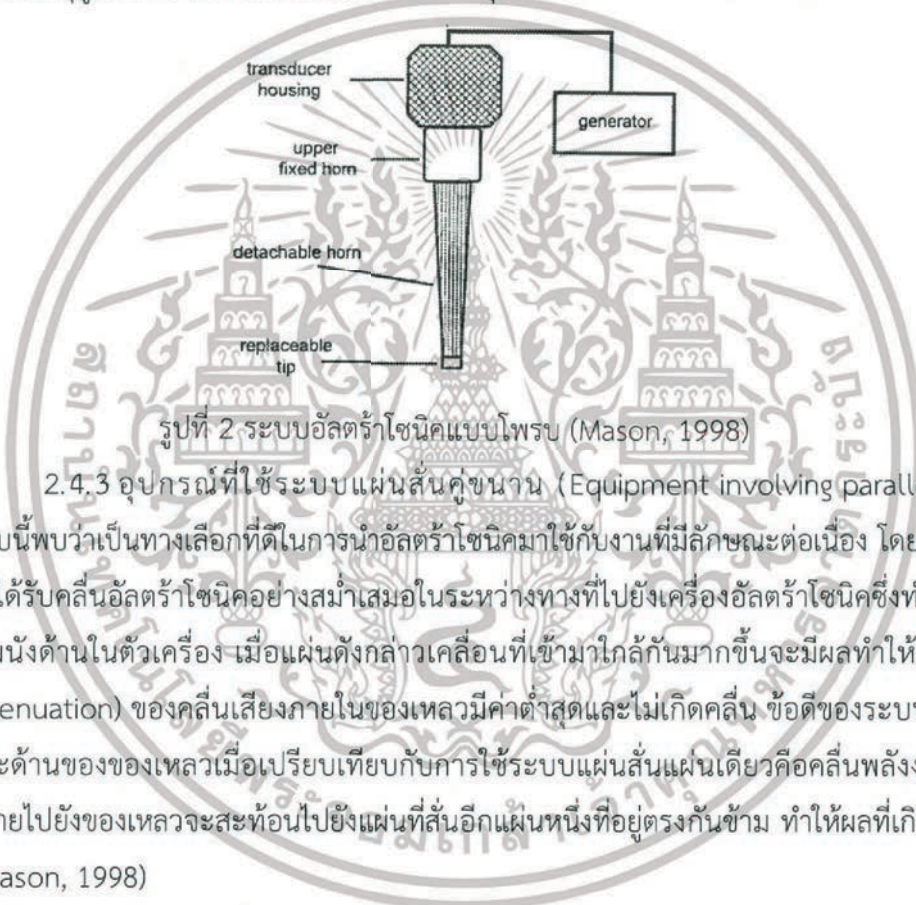 transducer
housing
generator
upper
fixed horn
detachable horn
replaceable
tip
รูปที่ 2 ระบบอัลตร้าโซนิคแบบโพรบ (Mason, 1998)
2.4.3 อุปกรณ์ที่ใช้ระบบแผ่นสั่นคู่ขนาน (Equipment involving parall
บนี้พบว่าเป็นทางเลือกที่ดีในการนำอัลตร้าโซนิคมาใช้กับงานที่มีลักษณะต่อเนื่อง โดย
ได้รับคลื่นอัลตร้าโซนิคอย่างสม่ำเสมอในระหว่างทางที่ไปยังเครื่องอัลตร้าโซนิคซึ่งท
นังด้านในตัวเครื่อง เมื่อแผ่นดังกล่าวเคลื่อนที่เข้ามาใกล้กันมากขึ้นจะมีผลทำให้
enuation) ของคลื่นเสียงภายในของเหลวมีค่าต่ำสุดและไม่เกิดคลื่น ข้อดีของระบบ
ะด้านของของเหลวเมื่อเปรียบเทียบกับการใช้ระบบแผ่นสั่นแผ่นเดียวคือคลื่นพลังง
ายไปยังของเหลวจะสะท้อนไปยังแผ่นที่สั่นอีกแผ่นหนึ่งที่อยู่ตรงกันข้าม ทำให้ผลที่เกิ
ason, 1998)